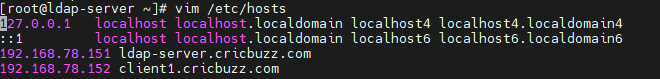 [root@ldap-server ~]# vim /etc/hosts
127.0.0.1   localhost localhost.localdomain localhost4 localhost4.localdomain4
::1         localhost localhost.localdomain localhost6 localhost6.localdomain6
192.168.78.151 ldap-server.cricbuzz.com
192.168.78.152 client1.cricbuzz.com